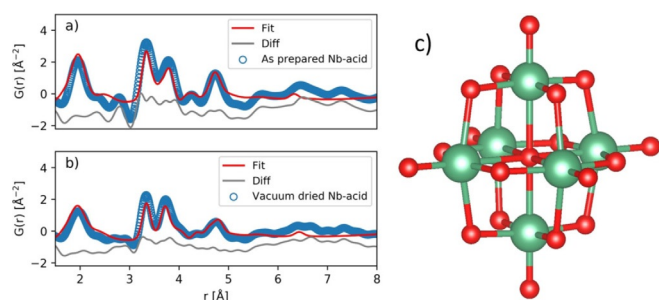 a)
G(r) [Å⁻²]
4
2
0
−2
Fit
Diff
As prepared Nb-acid
b)
G(r) [Å⁻²]
4
2
0
−2
Fit
Diff
Vacuum dried Nb-acid
2 3 4 5 6 7 8
r [Å]
c)